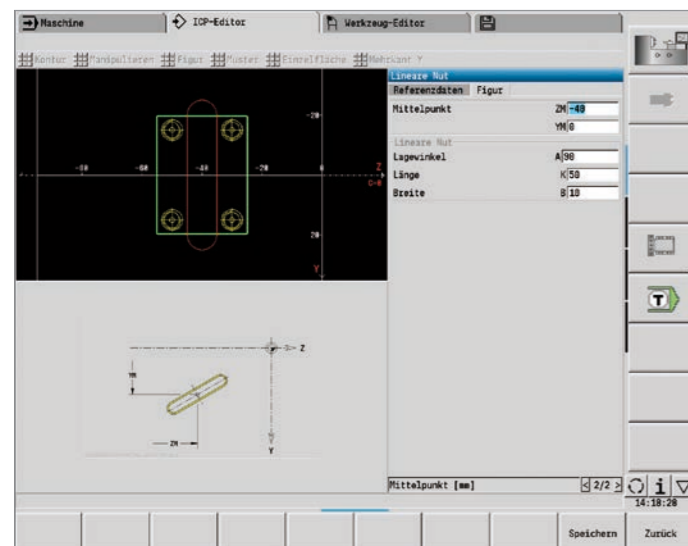 Maschine ICP-Editor Werkzeug-Editor
Kontur Manipulieren Figur Muster Einzelfläche Mehrkant Y
Lineare Nut
Referenzdaten Figur
Mittelpunkt ZM -40
YM 0
Lineare Nut
Lagewinkel A 90
Länge K 50
Breite B 10
-20
-80 -60 -40 -20 0 Z
C-0
20
Y
Z
YM
ZM
Y
Mittelpunkt [mm] < 2/2 >
T
i
14:18:28
Speichern Zurück